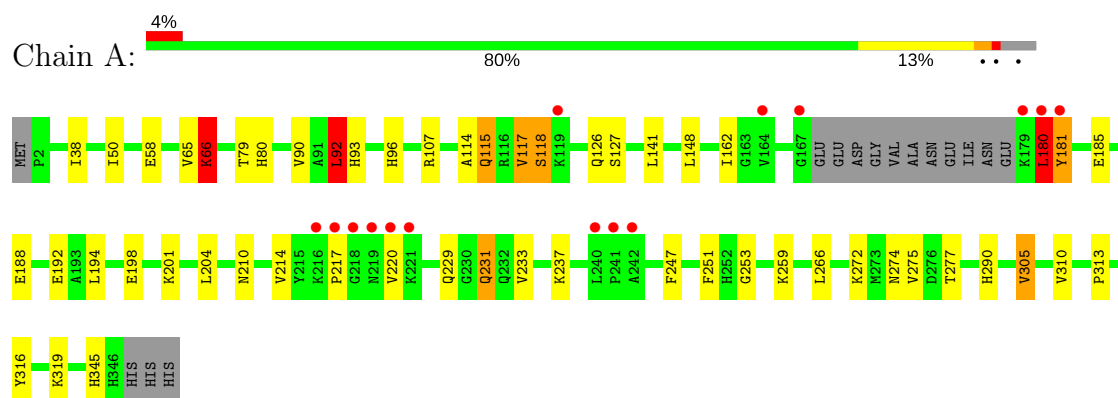 4%
Chain A:
80% 13% • • •
MET P2 I38 I50 E58 V65 K66 T79 H80 V90 A91 L92 H93 H96 R107 A114 Q115 R116 V117 S118 K119 Q126 S127 L141 L148 I162 G163 V164 G167 GLU GLU ASP GLY VAL ALA ASN GLU ILE ASN GLU K179 L180 Y181 E185
E188 E192 A193 L194 E198 K201 L204 N210 V214 Y215 K216 P217 G218 N219 V220 K221 Q229 G230 Q231 Q232 V233 K237 L240 P241 A242 F247 F251 H252 G253 K259 L266 K272 M273 N274 V275 D276 T277 H290 V305 V310 P313
Y316 K319 H345 H346 HIS HIS HIS